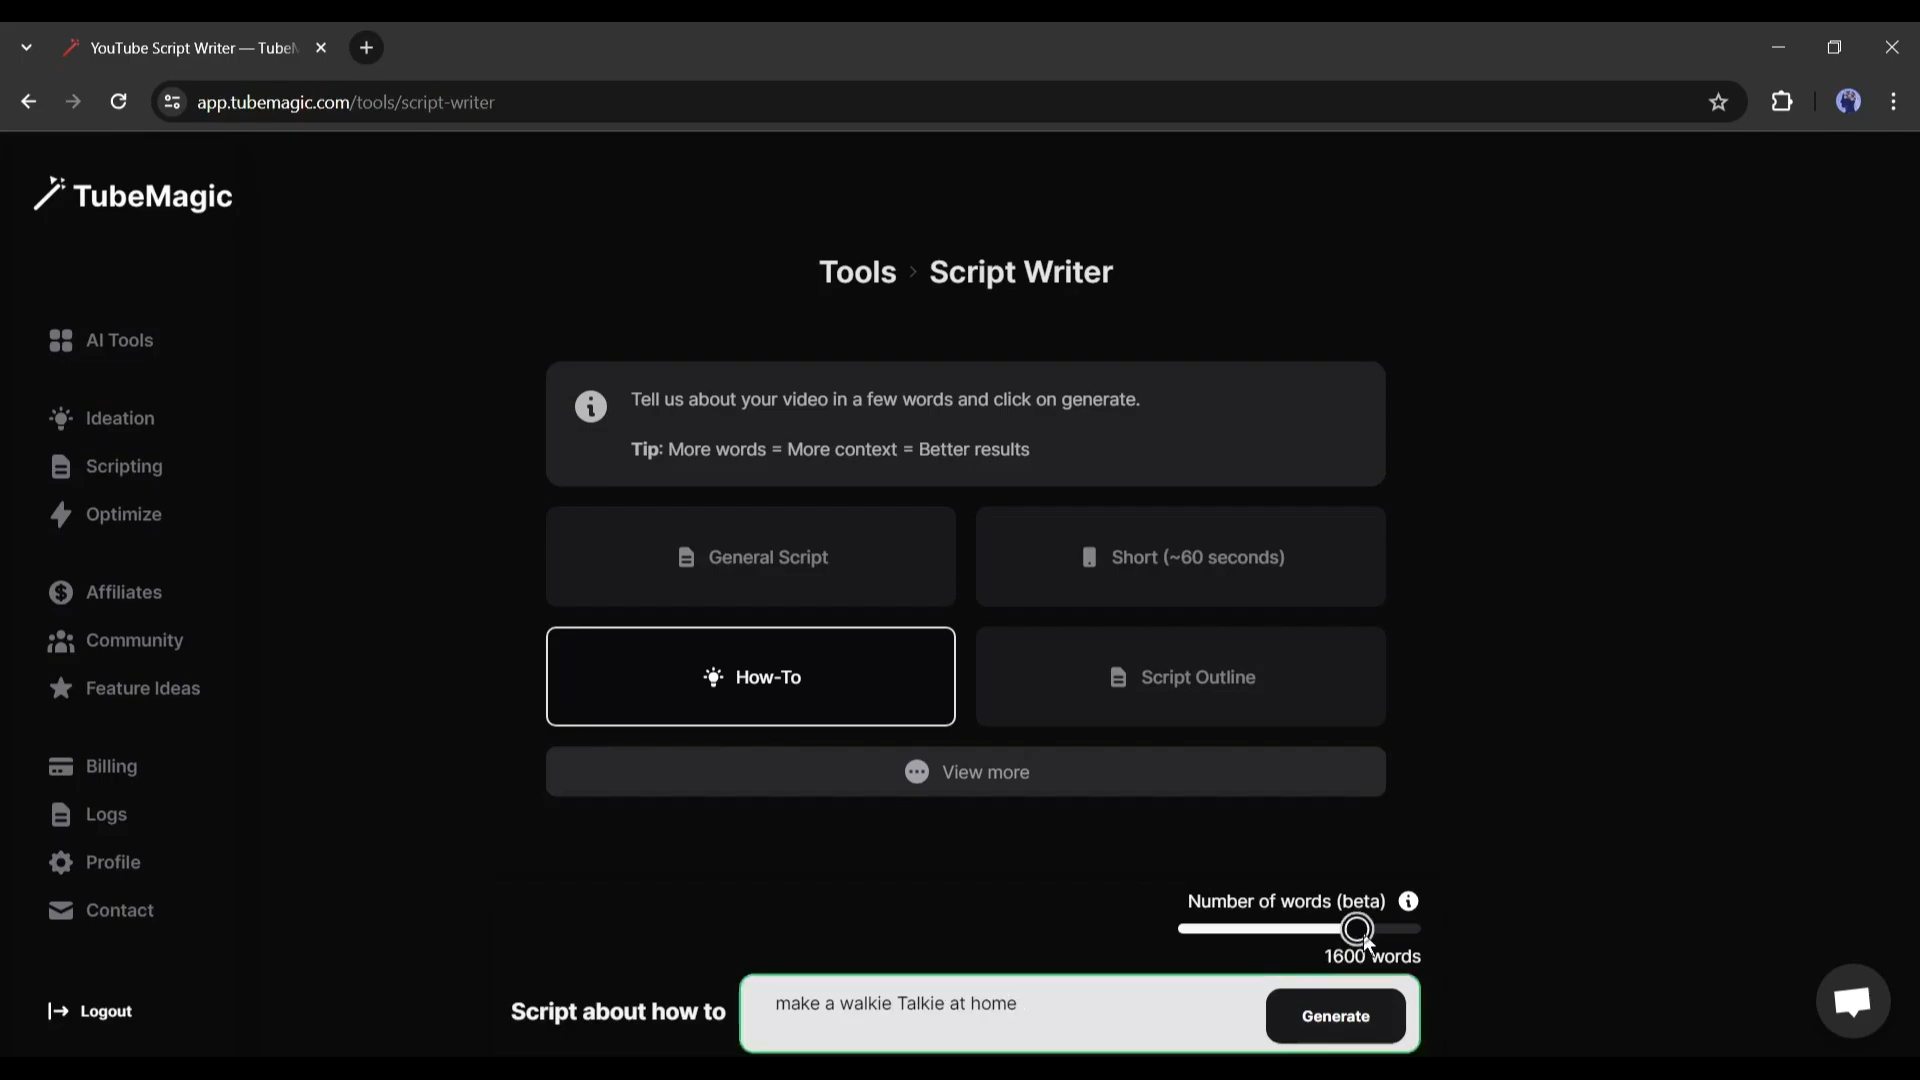 YouTube Script Writer — Tube
app.tubemagic.com/tools/script-writer
TubeMagic
Tools > Script Writer
AI Tools
Ideation
Scripting
Optimize
Affiliates
Community
Feature Ideas
Billing
Logs
Profile
Contact
Logout
Tell us about your video in a few words and click on generate.
Tip: More words = More context = Better results
General Script
Short (~60 seconds)
How-To
Script Outline
View more
Number of words (beta)
1600 words
Script about how to
make a walkie Talkie at home
Generate